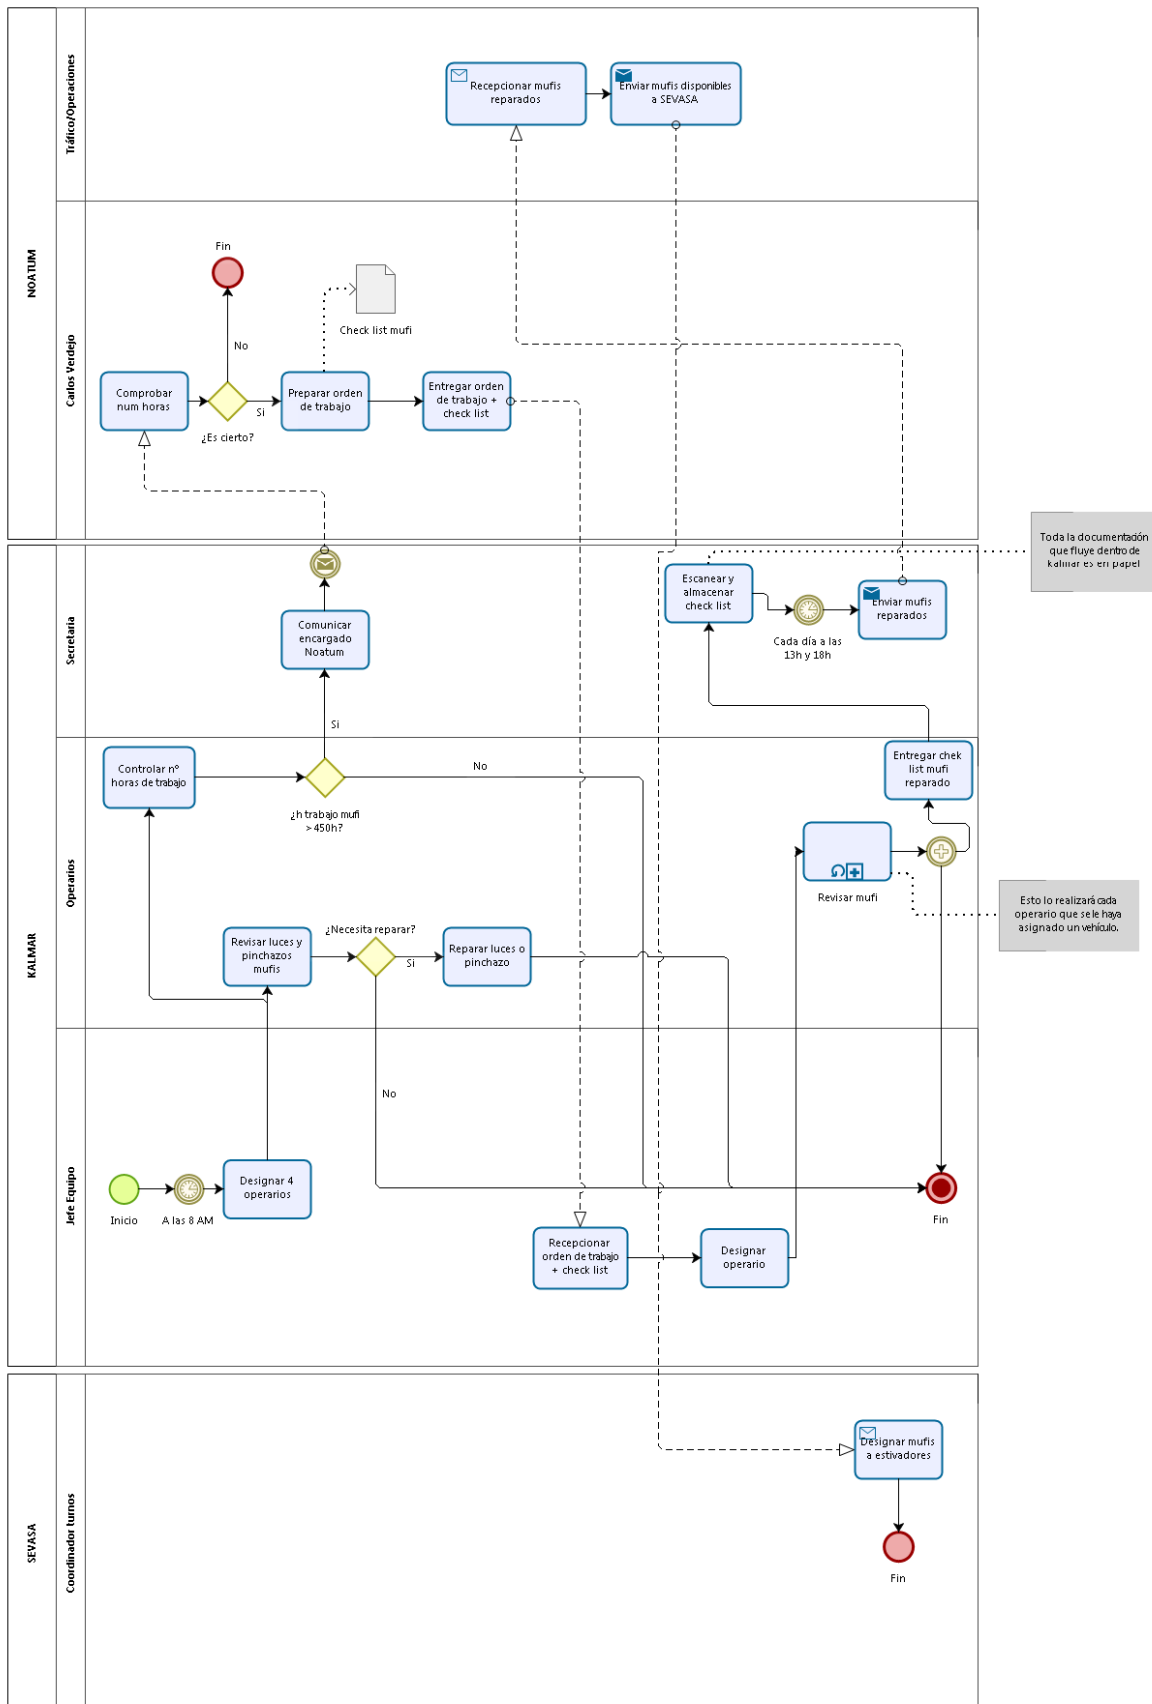 NOATUM
Tráfico/Operaciones
Recepcionar mufis
reparados
Enviar mufis disponibles
a SEVASA
Carlos Verdejo
Fin
No
Check list mufi
Comprobar
num horas
Si
¿Es cierto?
Preparar orden
de trabajo
Entregar orden
de trabajo +
check list
KALMAR
Secretaria
Comunicar
encargado
Noatum
Si
Escanear y
almacenar
check list
Cada día a las
13h y 18h
Enviar mufis
reparados
Toda la documentación
que fluye dentro de
kalmar es en papel
Operarios
Controlar nº
horas de trabajo
No
¿h trabajo mufi
> 450h?
Entregar chek
list mufi
reparado
Revisar mufi
Esto lo realizará cada
operario que se le haya
asignado un vehículo.
Revisar luces y
pinchazos
mufis
¿Necesita reparar?
Si
Reparar luces o
pinchazo
No
Jefe Equipo
Inicio
A las 8 AM
Designar 4
operarios
Recepcionar
orden de trabajo
+ check list
Designar
operario
Fin
SEVASA
Coordinador turnos
Designar mufis
a estivadores
Fin